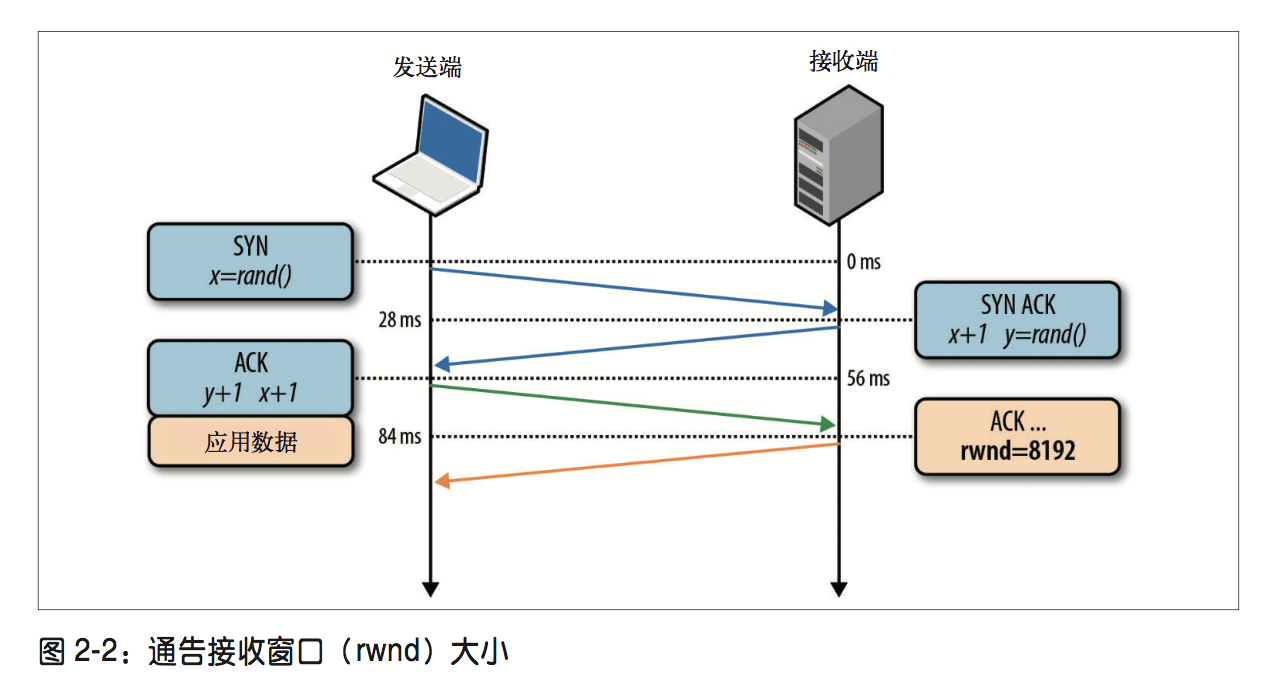 发送端
接收端
SYN
x=rand()
0 ms
28 ms
SYN ACK
x+1 y=rand()
ACK
y+1 x+1
56 ms
应用数据
84 ms
ACK ...
rwnd=8192
图 2-2：通告接收窗口（rwnd）大小